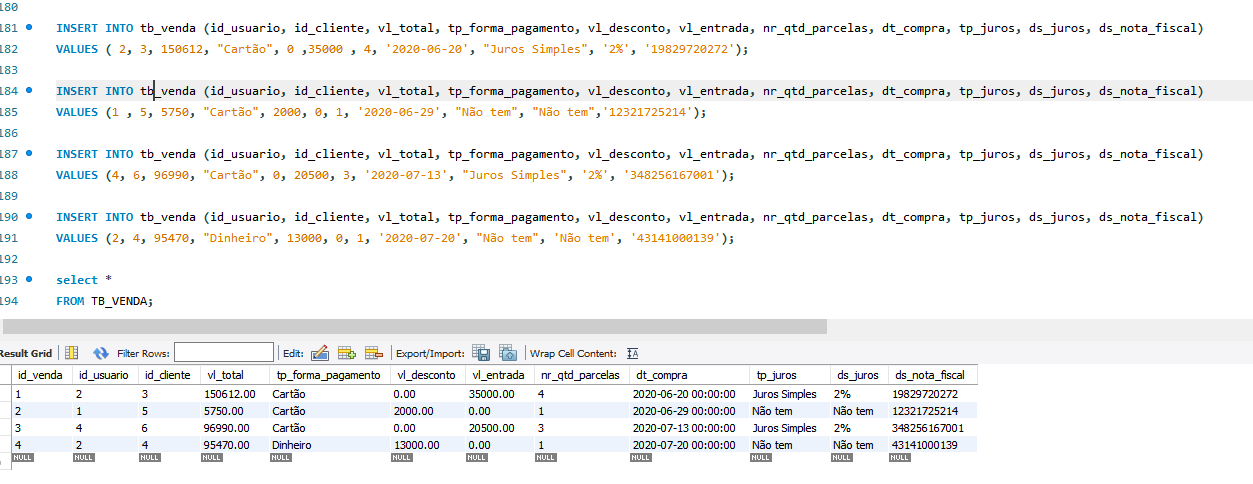 180
181 INSERT INTO tb_venda (id_usuario, id_cliente, vl_total, tp_forma_pagamento, vl_desconto, vl_entrada, nr_qtd_parcelas, dt_compra, tp_juros, ds_juros, ds_nota_fiscal)
182 VALUES ( 2, 3, 150612, "Cartão", 0 ,35000 , 4, '2020-06-20', "Juros Simples", '2%', '19829720272');
183
184 INSERT INTO tb_venda (id_usuario, id_cliente, vl_total, tp_forma_pagamento, vl_desconto, vl_entrada, nr_qtd_parcelas, dt_compra, tp_juros, ds_juros, ds_nota_fiscal)
185 VALUES (1 , 5, 5750, "Cartão", 2000, 0, 1, '2020-06-29', "Não tem", "Não tem",'12321725214');
186
187 INSERT INTO tb_venda (id_usuario, id_cliente, vl_total, tp_forma_pagamento, vl_desconto, vl_entrada, nr_qtd_parcelas, dt_compra, tp_juros, ds_juros, ds_nota_fiscal)
188 VALUES (4, 6, 96990, "Cartão", 0, 20500, 3, '2020-07-13', "Juros Simples", '2%', '348256167001');
189
190 INSERT INTO tb_venda (id_usuario, id_cliente, vl_total, tp_forma_pagamento, vl_desconto, vl_entrada, nr_qtd_parcelas, dt_compra, tp_juros, ds_juros, ds_nota_fiscal)
191 VALUES (2, 4, 95470, "Dinheiro", 13000, 0, 1, '2020-07-20', "Não tem", 'Não tem', '43141000139');
192
193 select *
194 FROM TB_VENDA;
Result Grid Filter Rows: Edit: Export/Import: Wrap Cell Content: IA
id_venda id_usuario id_cliente vl_total tp_forma_pagamento vl_desconto vl_entrada nr_qtd_parcelas dt_compra tp_juros ds_juros ds_nota_fiscal
1 2 3 150612.00 Cartão 0.00 35000.00 4 2020-06-20 00:00:00 Juros Simples 2% 19829720272
2 1 5 5750.00 Cartão 2000.00 0.00 1 2020-06-29 00:00:00 Não tem Não tem 12321725214
3 4 6 96990.00 Cartão 0.00 20500.00 3 2020-07-13 00:00:00 Juros Simples 2% 348256167001
4 2 4 95470.00 Dinheiro 13000.00 0.00 1 2020-07-20 00:00:00 Não tem Não tem 43141000139
NULL NULL NULL NULL NULL NULL NULL NULL NULL NULL NULL NULL